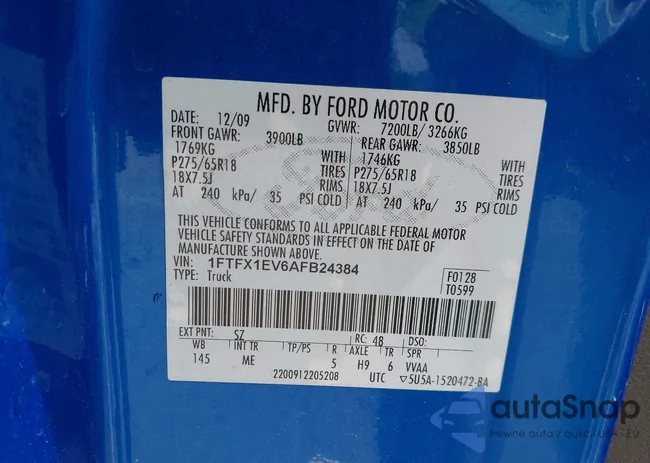 MFD. BY FORD MOTOR CO.
DATE: 12/09 GVWR: 7200LB/ 3266KG
FRONT GAWR: 3900LB REAR GAWR: 3850LB
1769KG WITH 1746KG WITH
P275/65R18 TIRES P275/65R18 TIRES
18X7.5J RIMS 18X7.5J RIMS
AT 240 kPa/ 35 PSI COLD AT 240 kPa/ 35 PSI COLD
THIS VEHICLE CONFORMS TO ALL APPLICABLE FEDERAL MOTOR
VEHICLE SAFETY STANDARDS IN EFFECT ON THE DATE OF
MANUFACTURE SHOWN ABOVE.
VIN: 1FTFX1EV6AFB24384 F0128
TYPE: Truck T0599
EXT PNT: SZ RC: 48 DSO:
WB INT TR TP/PS R AXLE TR SPR
145 ME 5 H9 6 VVAA
2200912205208 UTC ▽5U5A-1520472-BA
autaSnap
Pewne auta z aukcji USA i EU